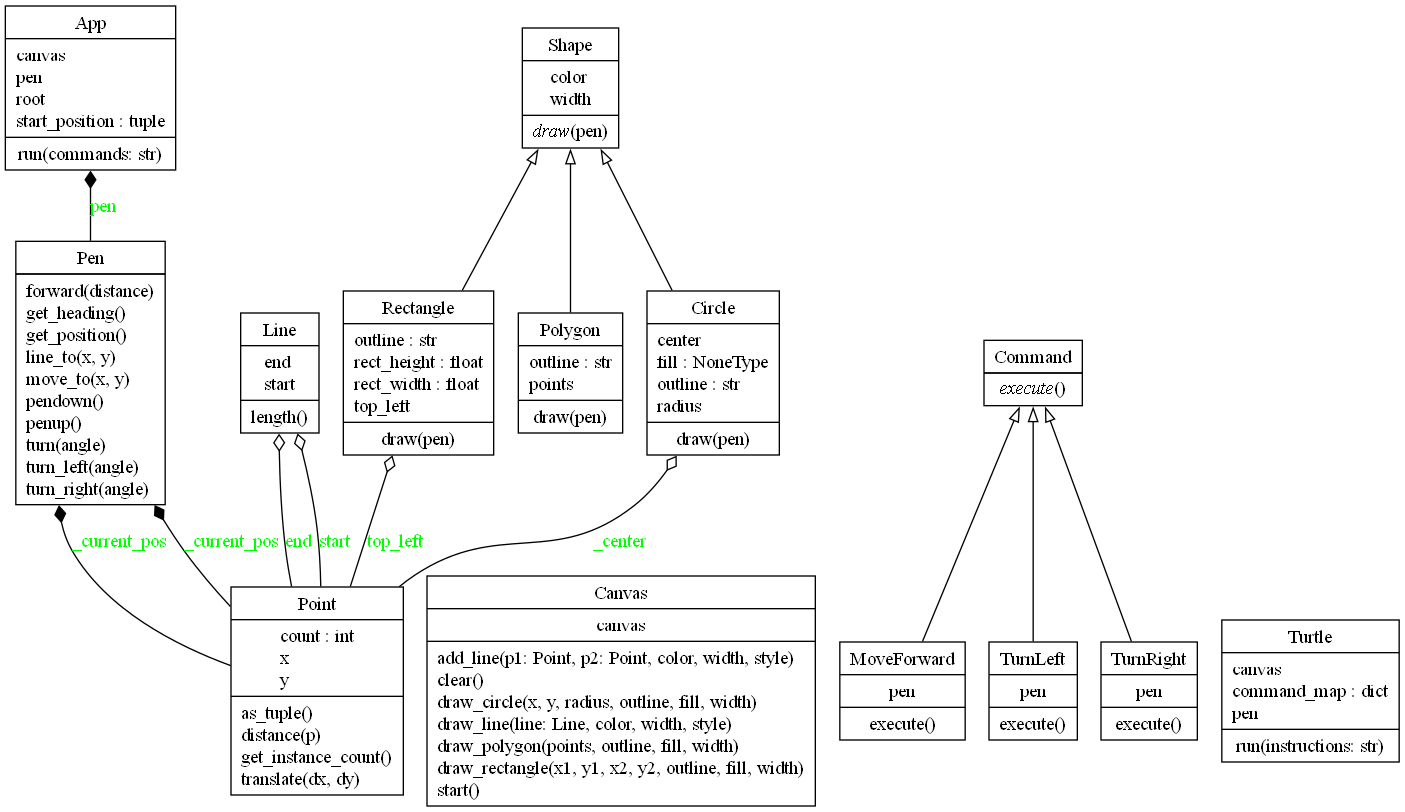 App
canvas
pen
root
start_position : tuple
run(commands: str)
pen
Pen
forward(distance)
get_heading()
get_position()
line_to(x, y)
move_to(x, y)
pendown()
penup()
turn(angle)
turn_left(angle)
turn_right(angle)
Shape
color
width
draw(pen)
Line
end
start
length()
Rectangle
outline : str
rect_height : float
rect_width : float
top_left
draw(pen)
Polygon
outline : str
points
draw(pen)
Circle
center
fill : NoneType
outline : str
radius
draw(pen)
_current_pos
_current_pos
end
start
top_left
_center
Point
count : int
x
y
as_tuple()
distance(p)
get_instance_count()
translate(dx, dy)
Canvas
canvas
add_line(p1: Point, p2: Point, color, width, style)
clear()
draw_circle(x, y, radius, outline, fill, width)
draw_line(line: Line, color, width, style)
draw_polygon(points, outline, fill, width)
draw_rectangle(x1, y1, x2, y2, outline, fill, width)
start()
Command
execute()
MoveForward
pen
execute()
TurnLeft
pen
execute()
TurnRight
pen
execute()
Turtle
canvas
command_map : dict
pen
run(instructions: str)